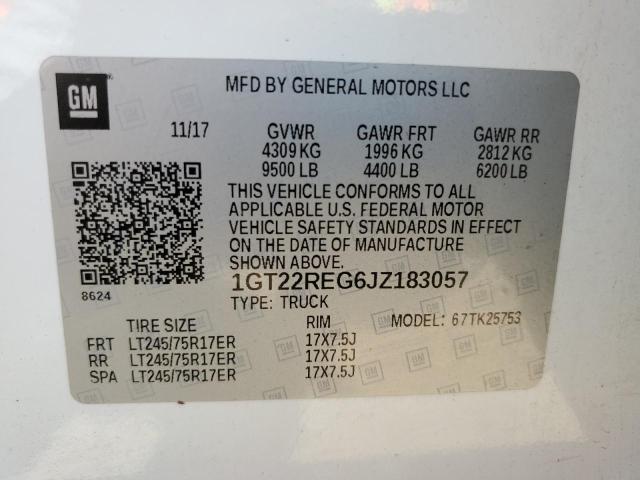 GM
MFD BY GENERAL MOTORS LLC
11/17 GVWR GAWR FRT GAWR RR
4309 KG 1996 KG 2812 KG
9500 LB 4400 LB 6200 LB
THIS VEHICLE CONFORMS TO ALL
APPLICABLE U.S. FEDERAL MOTOR
VEHICLE SAFETY STANDARDS IN EFFECT
ON THE DATE OF MANUFACTURE
SHOWN ABOVE.
8624
1GT22REG6JZ183057
TYPE: TRUCK
TIRE SIZE RIM MODEL: 67TK25753
FRT LT245/75R17ER 17X7.5J
RR LT245/75R17ER 17X7.5J
SPA LT245/75R17ER 17X7.5J